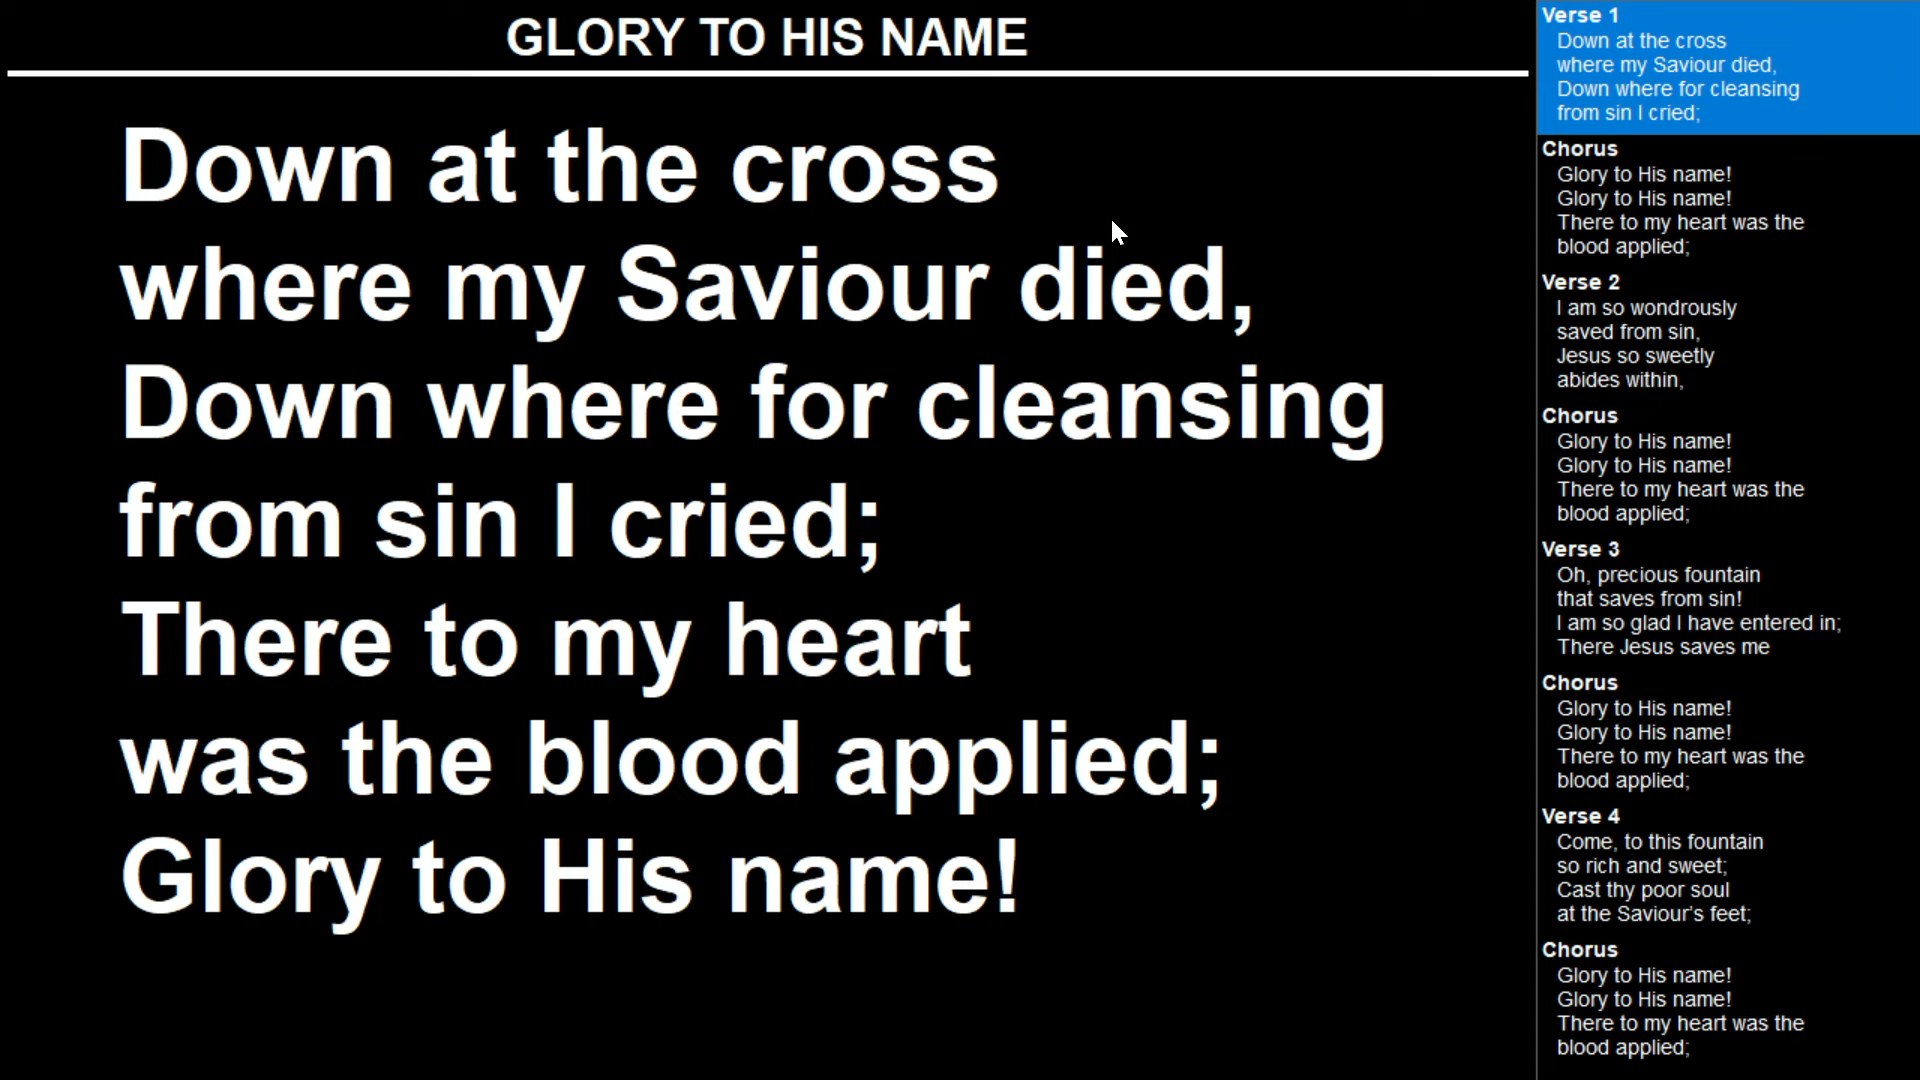 GLORY TO HIS NAME
Down at the cross
where my Saviour died,
Down where for cleansing
from sin I cried;
There to my heart
was the blood applied;
Glory to His name!
Verse 1
Down at the cross
where my Saviour died,
Down where for cleansing
from sin I cried;
Chorus
Glory to His name!
Glory to His name!
There to my heart was the
blood applied;
Verse 2
I am so wondrously
saved from sin,
Jesus so sweetly
abides within,
Chorus
Glory to His name!
Glory to His name!
There to my heart was the
blood applied;
Verse 3
Oh, precious fountain
that saves from sin!
I am so glad I have entered in;
There Jesus saves me
Chorus
Glory to His name!
Glory to His name!
There to my heart was the
blood applied;
Verse 4
Come, to this fountain
so rich and sweet;
Cast thy poor soul
at the Saviour's feet;
Chorus
Glory to His name!
Glory to His name!
There to my heart was the
blood applied;